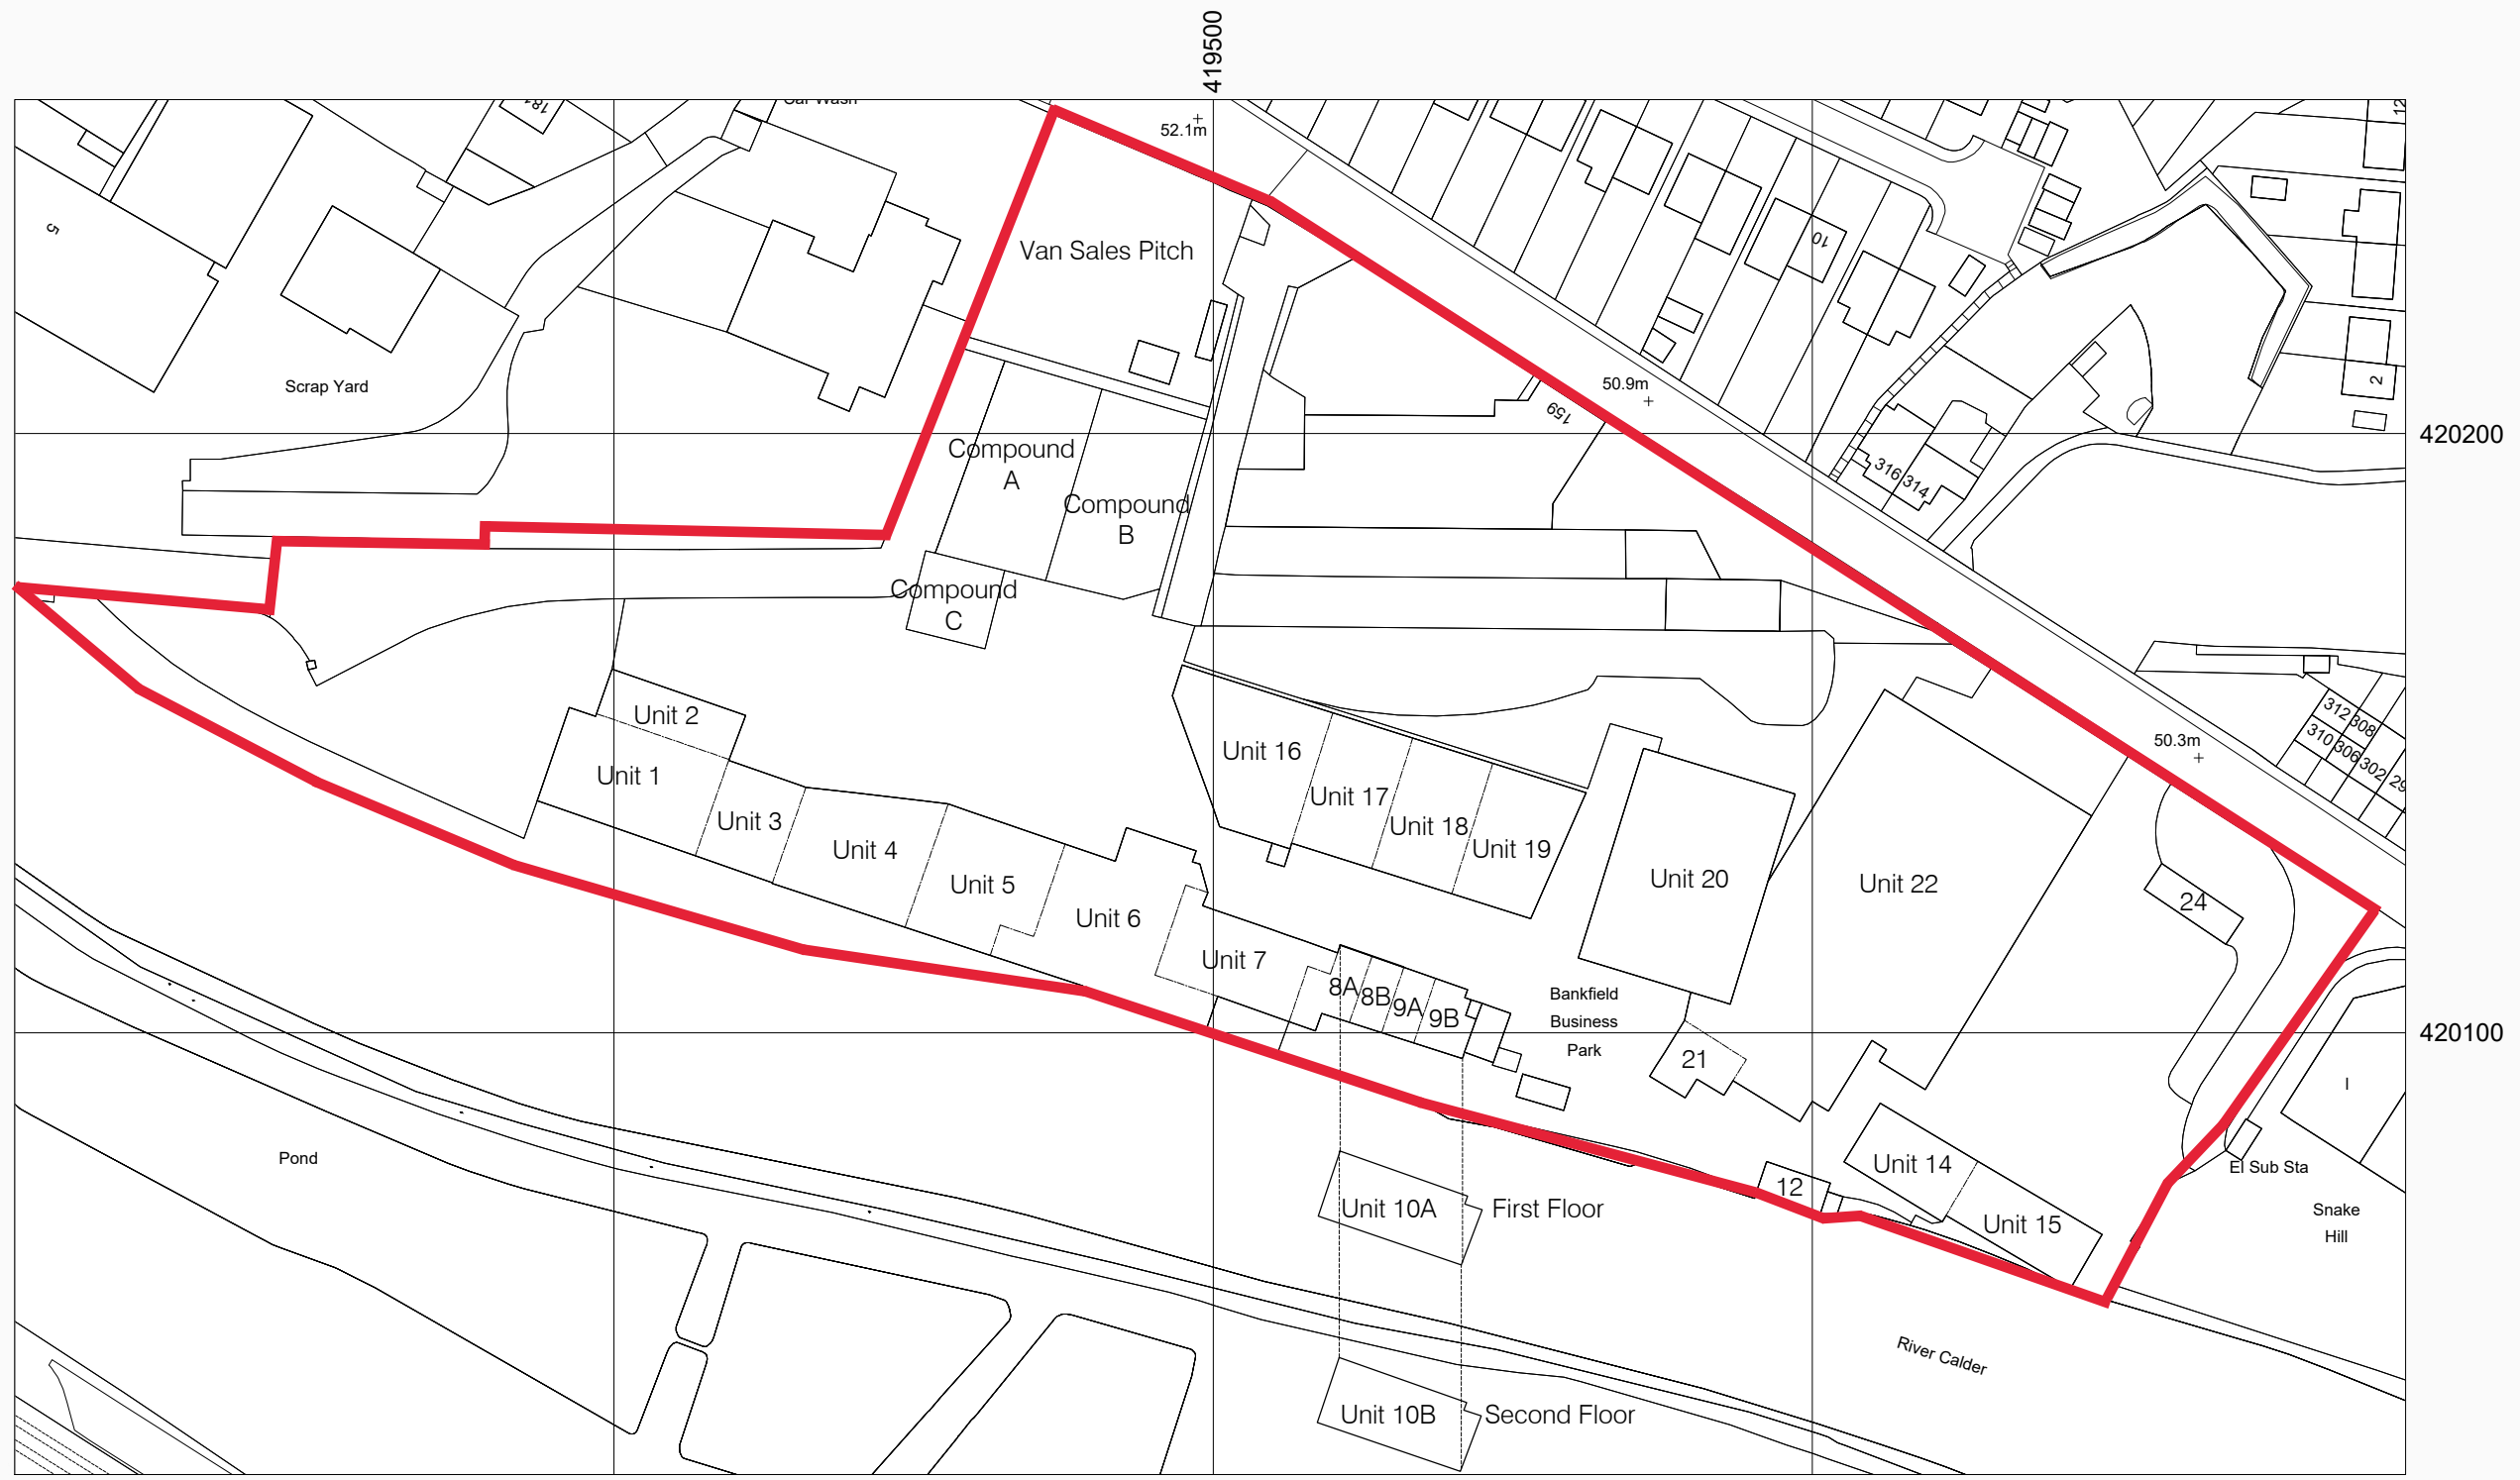 419500
Car Wash
181
12
52.1m
5
Van Sales Pitch
10
2
Scrap Yard
50.9m
159
420200
Compound
A
316
314
Compound
B
Compound
C
Unit 2
312
308
310
306
302
50.3m
Unit 16
Unit 1
Unit 17
Unit 3
Unit 18
Unit 4
Unit 19
Unit 20
Unit 5
Unit 22
24
Unit 6
Unit 7
8A
8B
9A
9B
Bankfield
Business
Park
420100
21
Pond
Unit 14
El Sub Sta
12
Unit 10A
First Floor
Unit 15
Snake
Hill
River Calder
Unit 10B
Second Floor